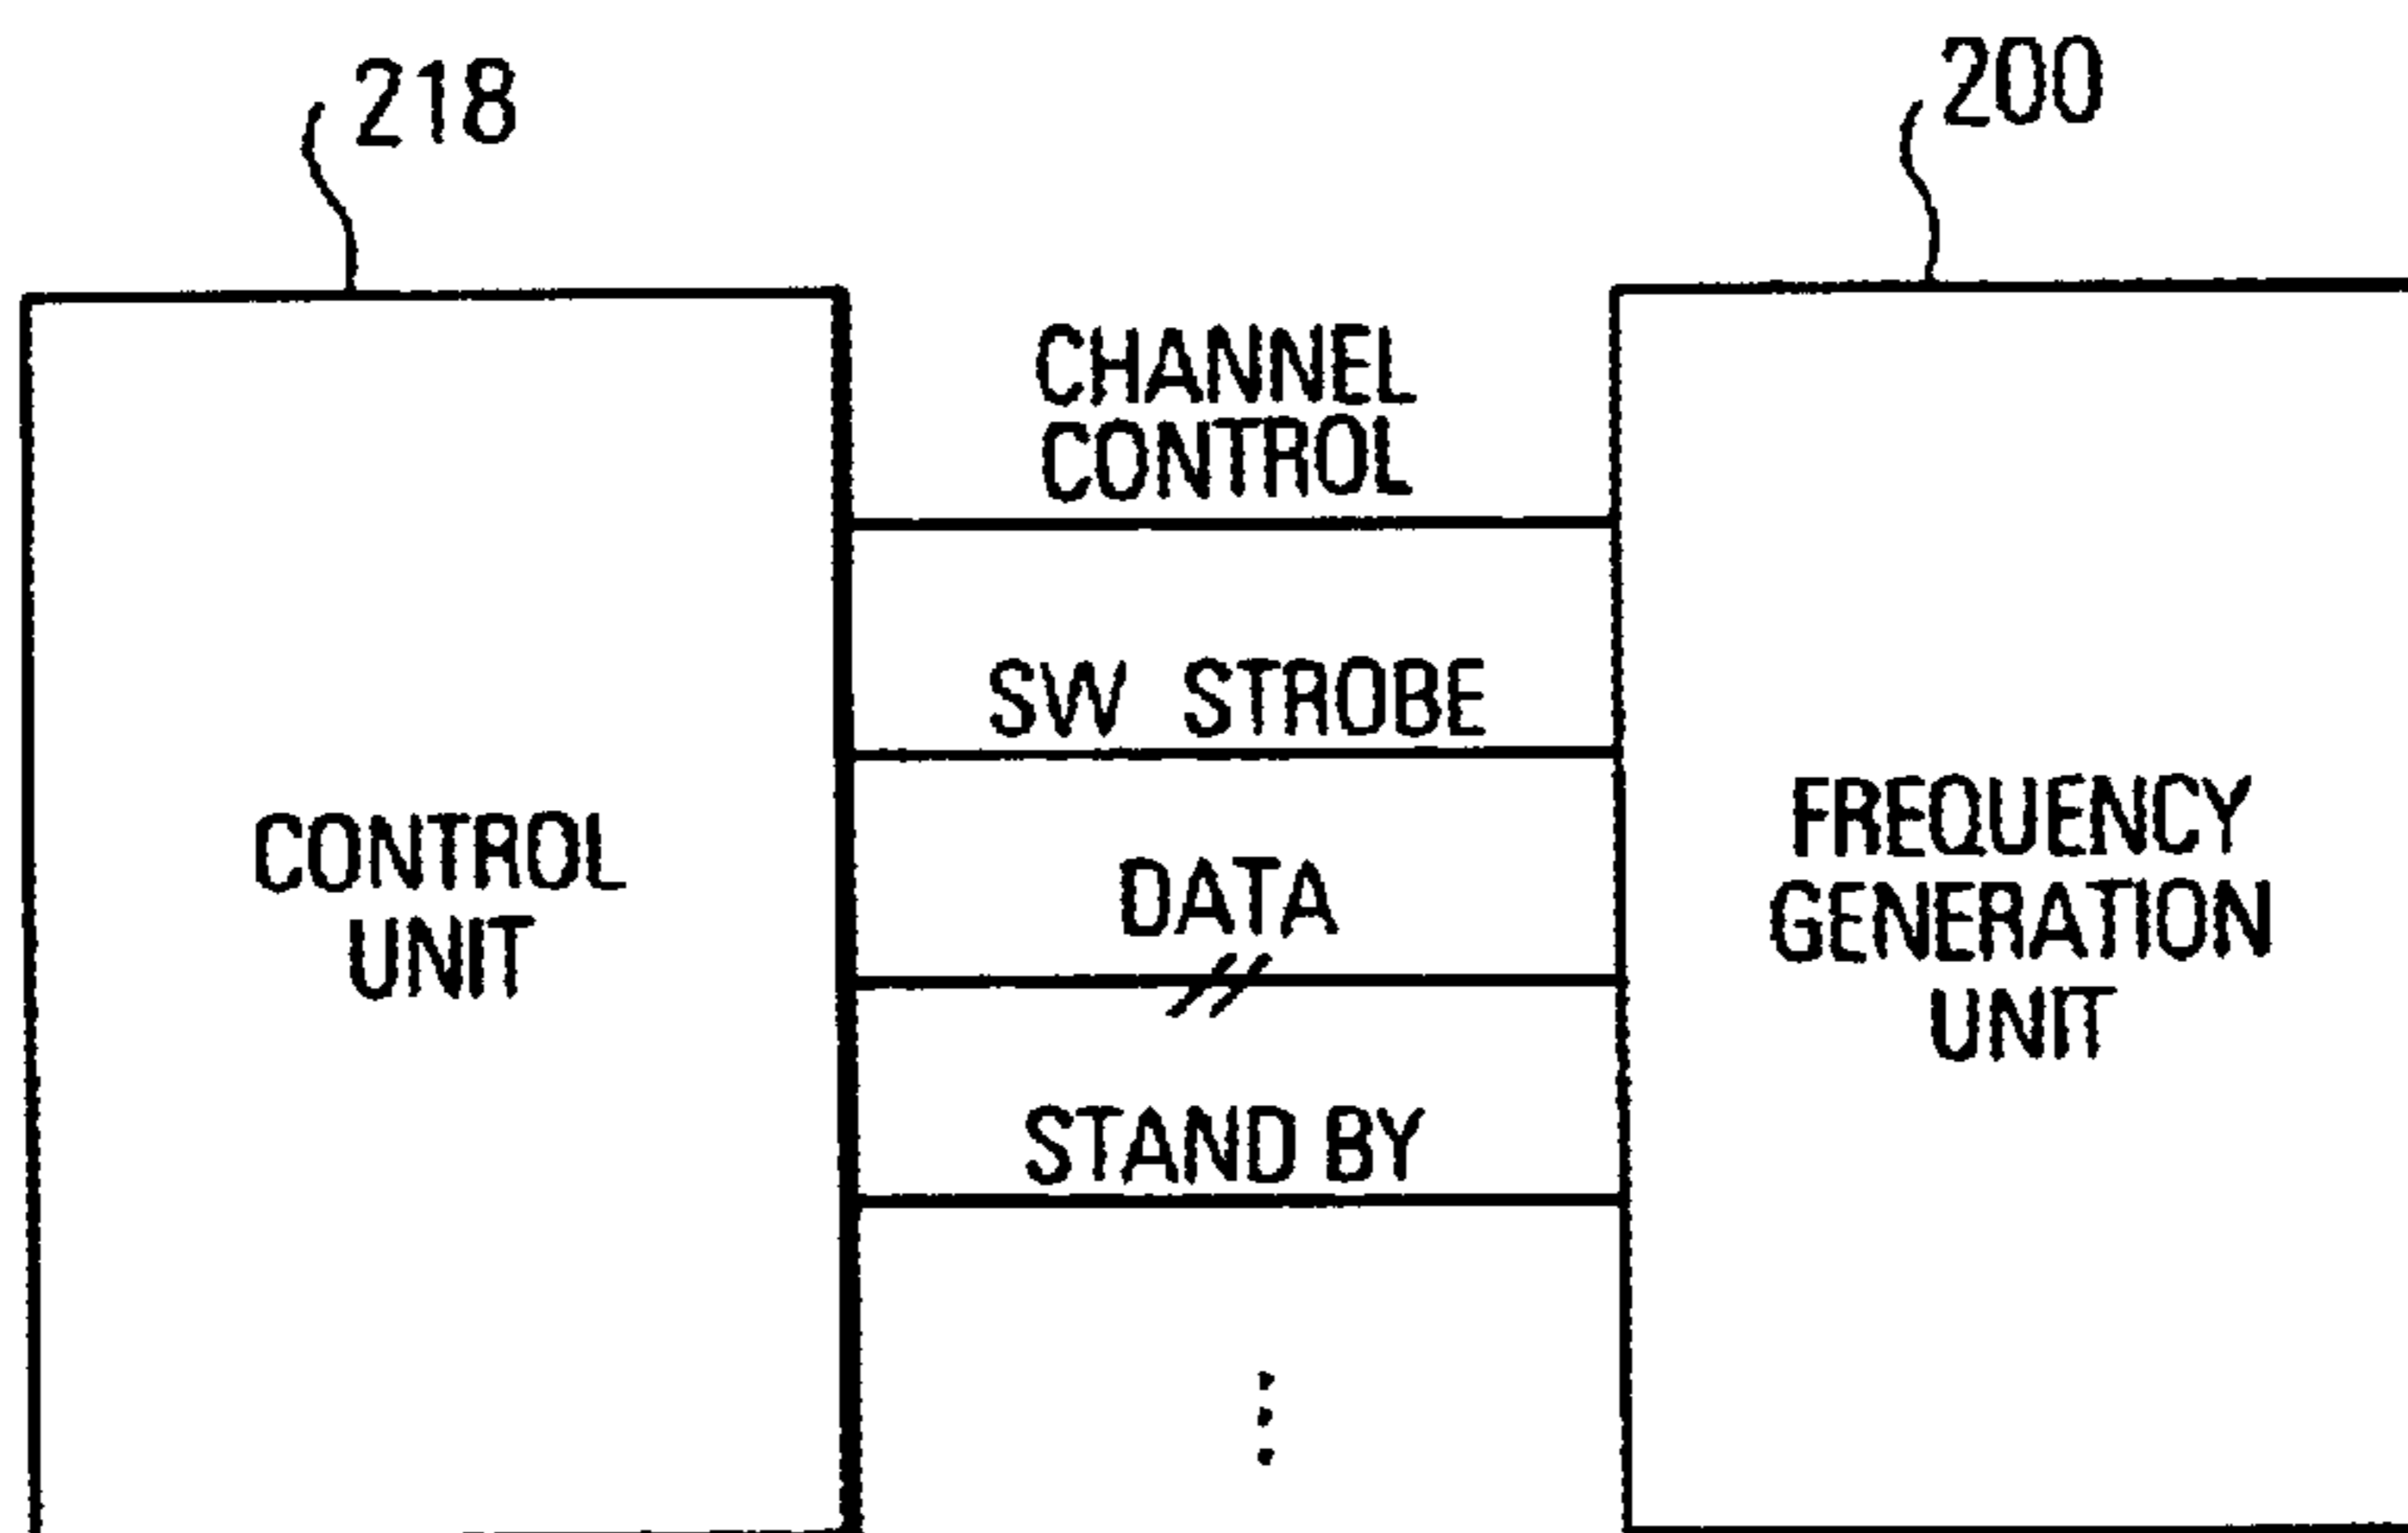 218
200
CHANNEL
CONTROL
SW STROBE
CONTROL
UNIT
DATA
FREQUENCY
GENERATION
UNIT
STAND BY